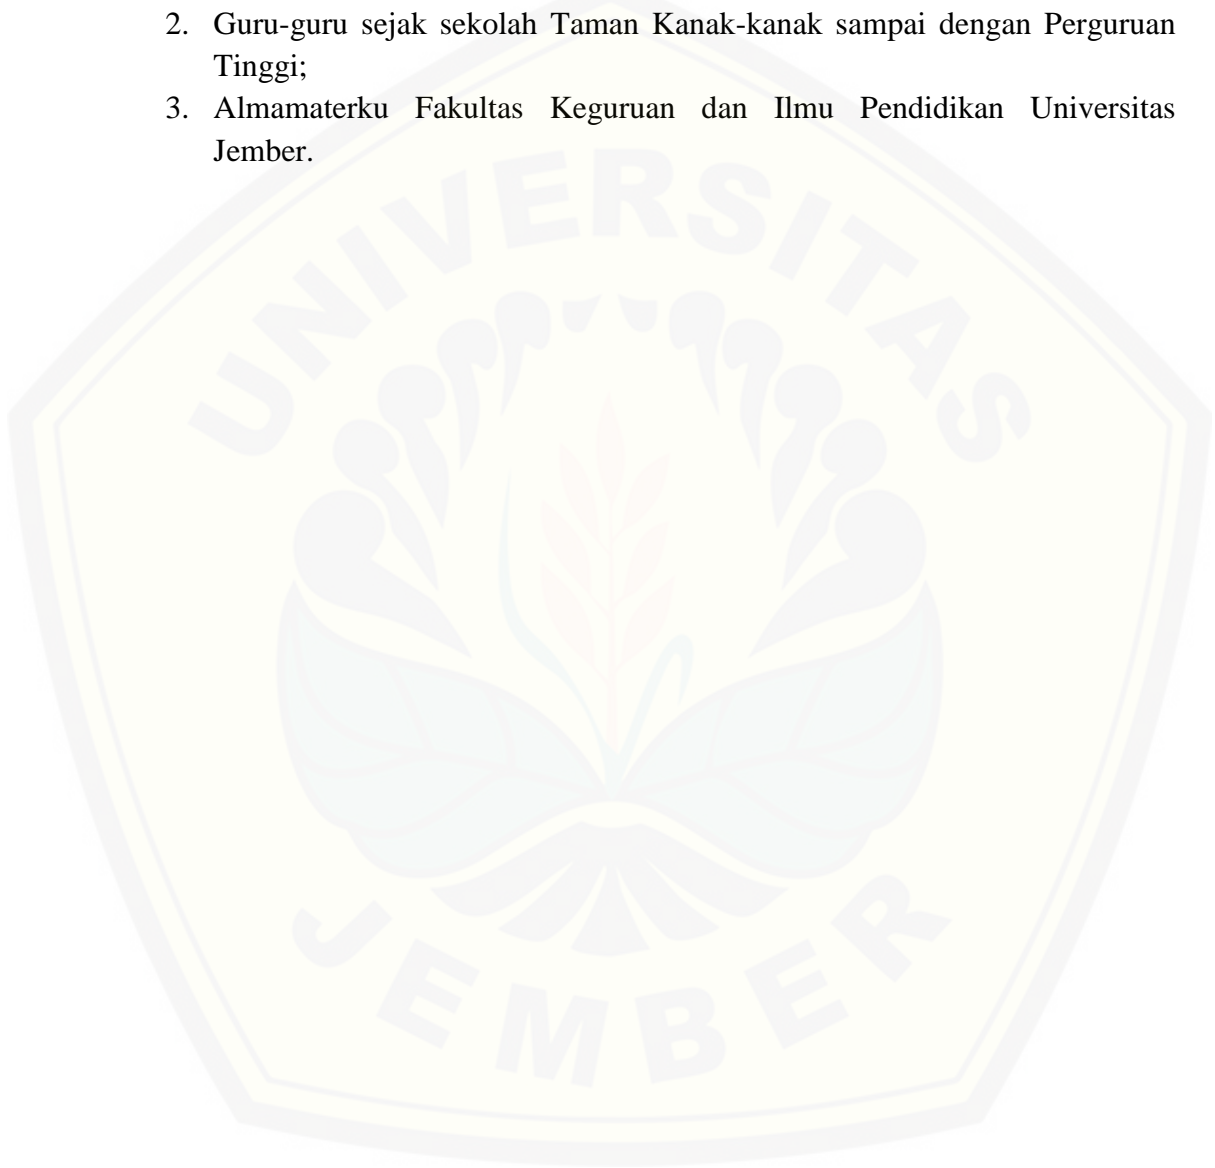 2. Guru-guru sejak sekolah Taman Kanak-kanak sampai dengan Perguruan
Tinggi;
3. Almamaterku Fakultas Keguruan dan Ilmu Pendidikan Universitas
Jember.
UNIVERSITAS
JEMBER